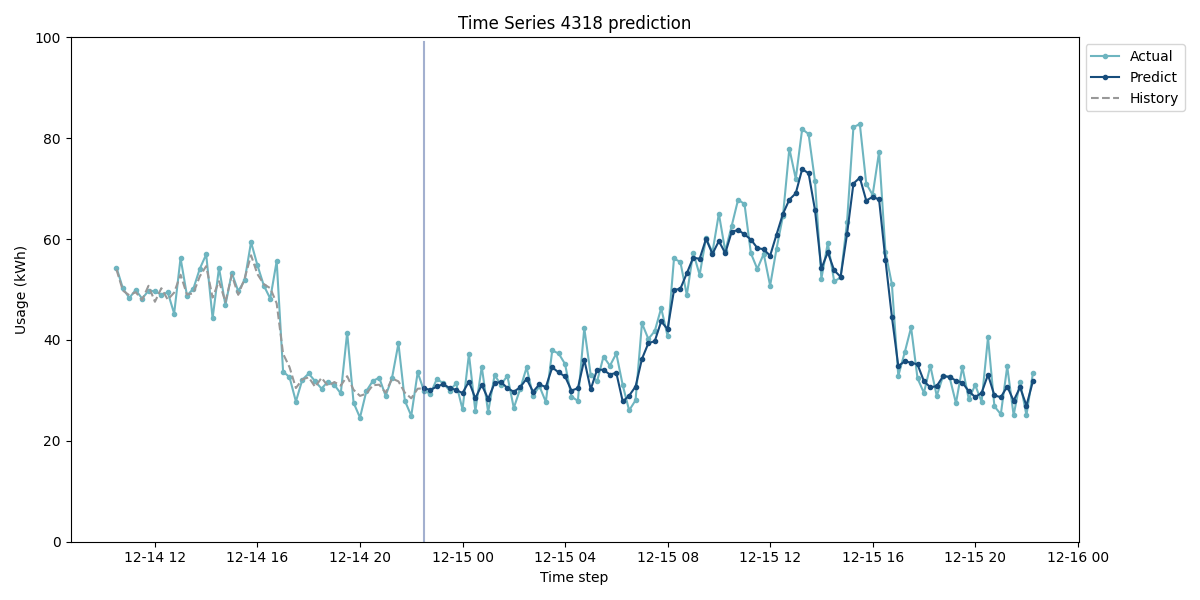 Time Series 4318 prediction
100
80
60
40
20
0
Usage (kWh)
12-14 12
12-14 16
12-14 20
12-15 00
12-15 04
12-15 08
12-15 12
12-15 16
12-15 20
12-16 00
Time step
Actual
Predict
History